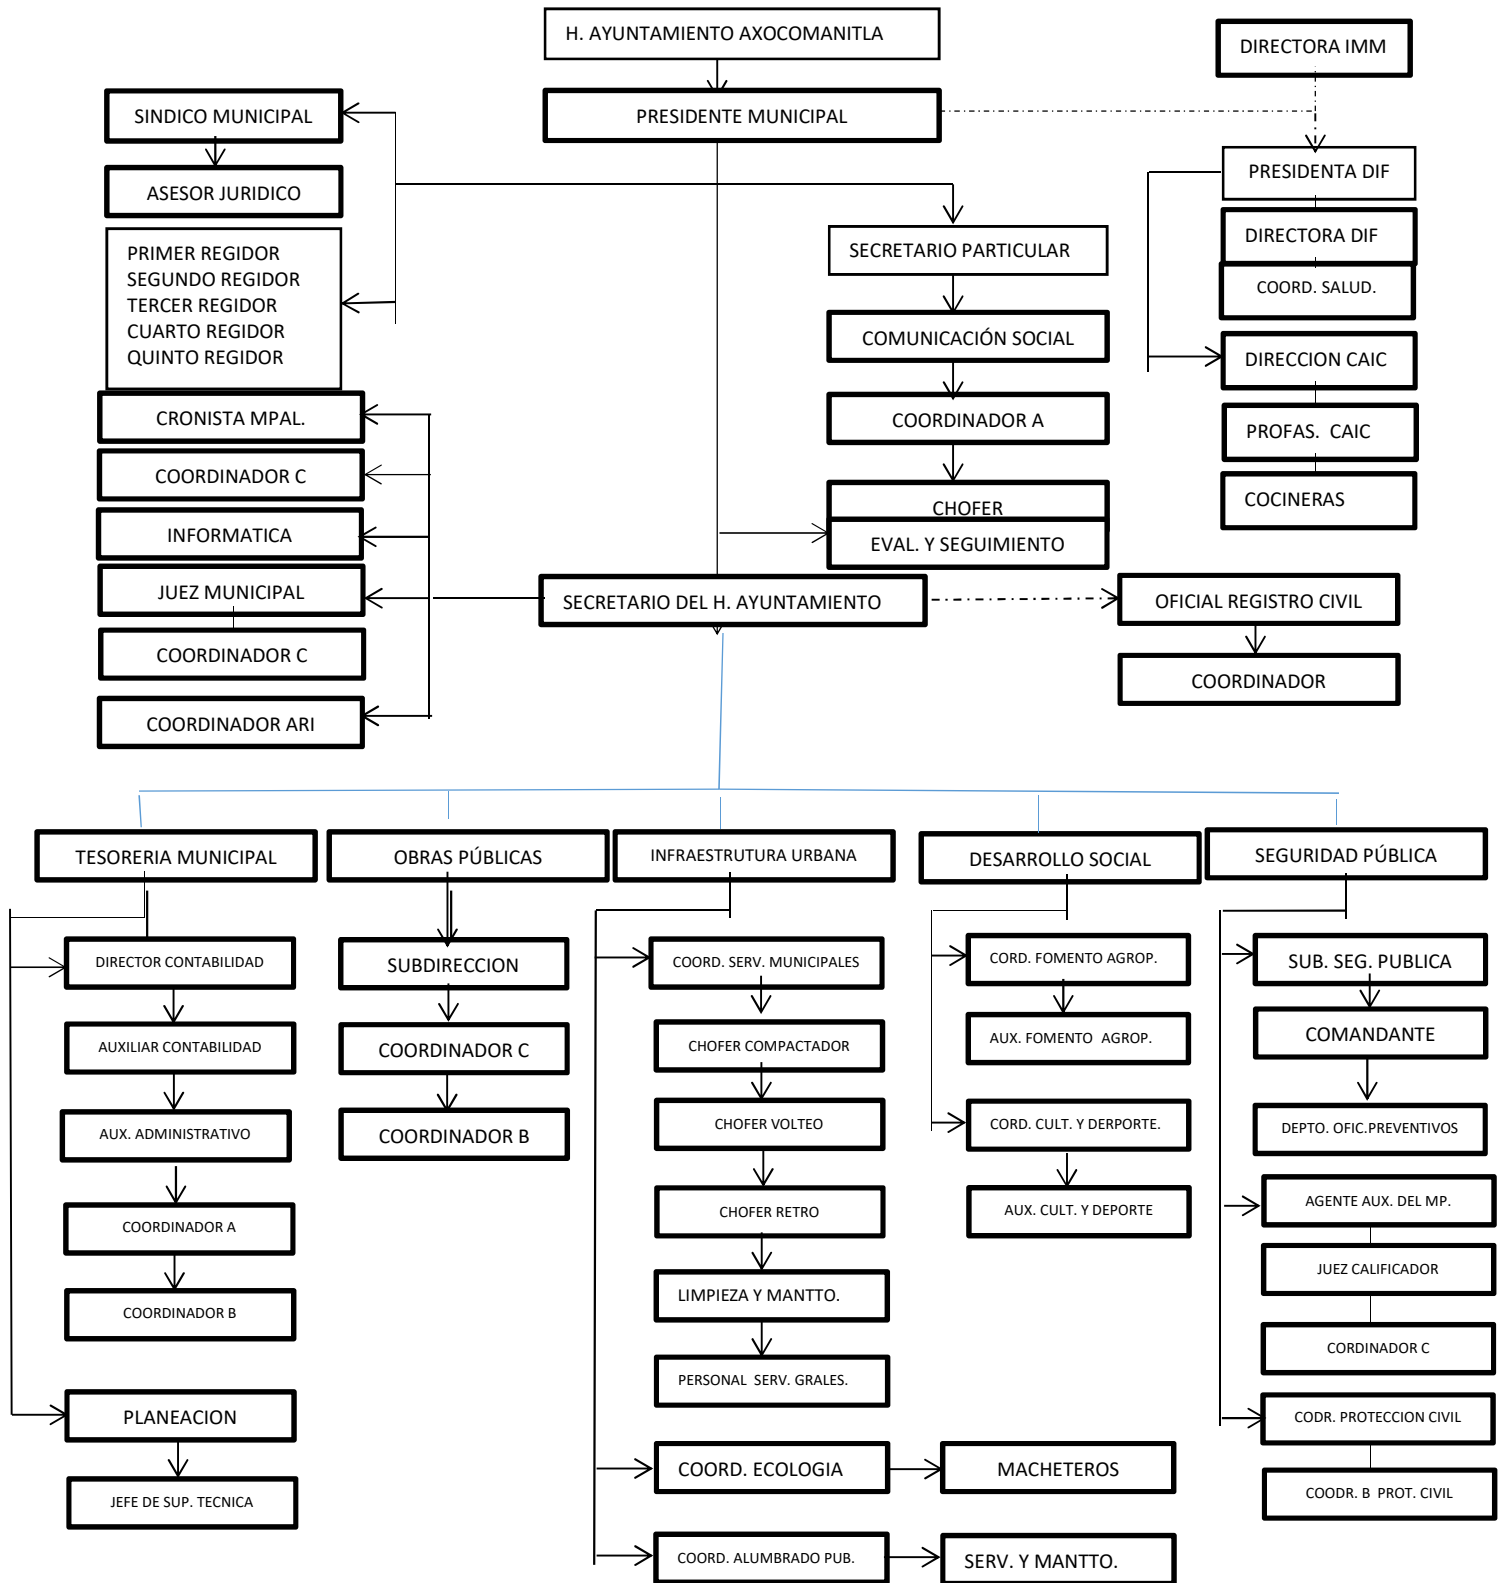 H. AYUNTAMIENTO AXOCOMANITLA
DIRECTORA IMM
SINDICO MUNICIPAL
PRESIDENTE MUNICIPAL
ASESOR JURIDICO
PRESIDENTA DIF
PRIMER REGIDOR
SEGUNDO REGIDOR
TERCER REGIDOR
CUARTO REGIDOR
QUINTO REGIDOR
SECRETARIO PARTICULAR
DIRECTORA DIF
COORD. SALUD.
COMUNICACIÓN SOCIAL
DIRECCION CAIC
CRONISTA MPAL.
COORDINADOR A
PROFAS. CAIC
COORDINADOR C
CHOFER
COCINERAS
INFORMATICA
EVAL. Y SEGUIMIENTO
JUEZ MUNICIPAL
SECRETARIO DEL H. AYUNTAMIENTO
OFICIAL REGISTRO CIVIL
COORDINADOR C
COORDINADOR
COORDINADOR ARI
TESORERIA MUNICIPAL
OBRAS PÚBLICAS
INFRAESTRUTURA URBANA
DESARROLLO SOCIAL
SEGURIDAD PÚBLICA
DIRECTOR CONTABILIDAD
SUBDIRECCION
COORD. SERV. MUNICIPALES
CORD. FOMENTO AGROP.
SUB. SEG. PUBLICA
AUXILIAR CONTABILIDAD
COORDINADOR C
CHOFER COMPACTADOR
AUX. FOMENTO AGROP.
COMANDANTE
AUX. ADMINISTRATIVO
COORDINADOR B
CHOFER VOLTEO
CORD. CULT. Y DERPORTE.
DEPTO. OFIC.PREVENTIVOS
COORDINADOR A
CHOFER RETRO
AUX. CULT. Y DEPORTE
AGENTE AUX. DEL MP.
JUEZ CALIFICADOR
COORDINADOR B
LIMPIEZA Y MANTTO.
CORDINADOR C
PERSONAL SERV. GRALES.
PLANEACION
CODR. PROTECCION CIVIL
COORD. ECOLOGIA
MACHETEROS
JEFE DE SUP. TECNICA
COODR. B PROT. CIVIL
COORD. ALUMBRADO PUB.
SERV. Y MANTTO.